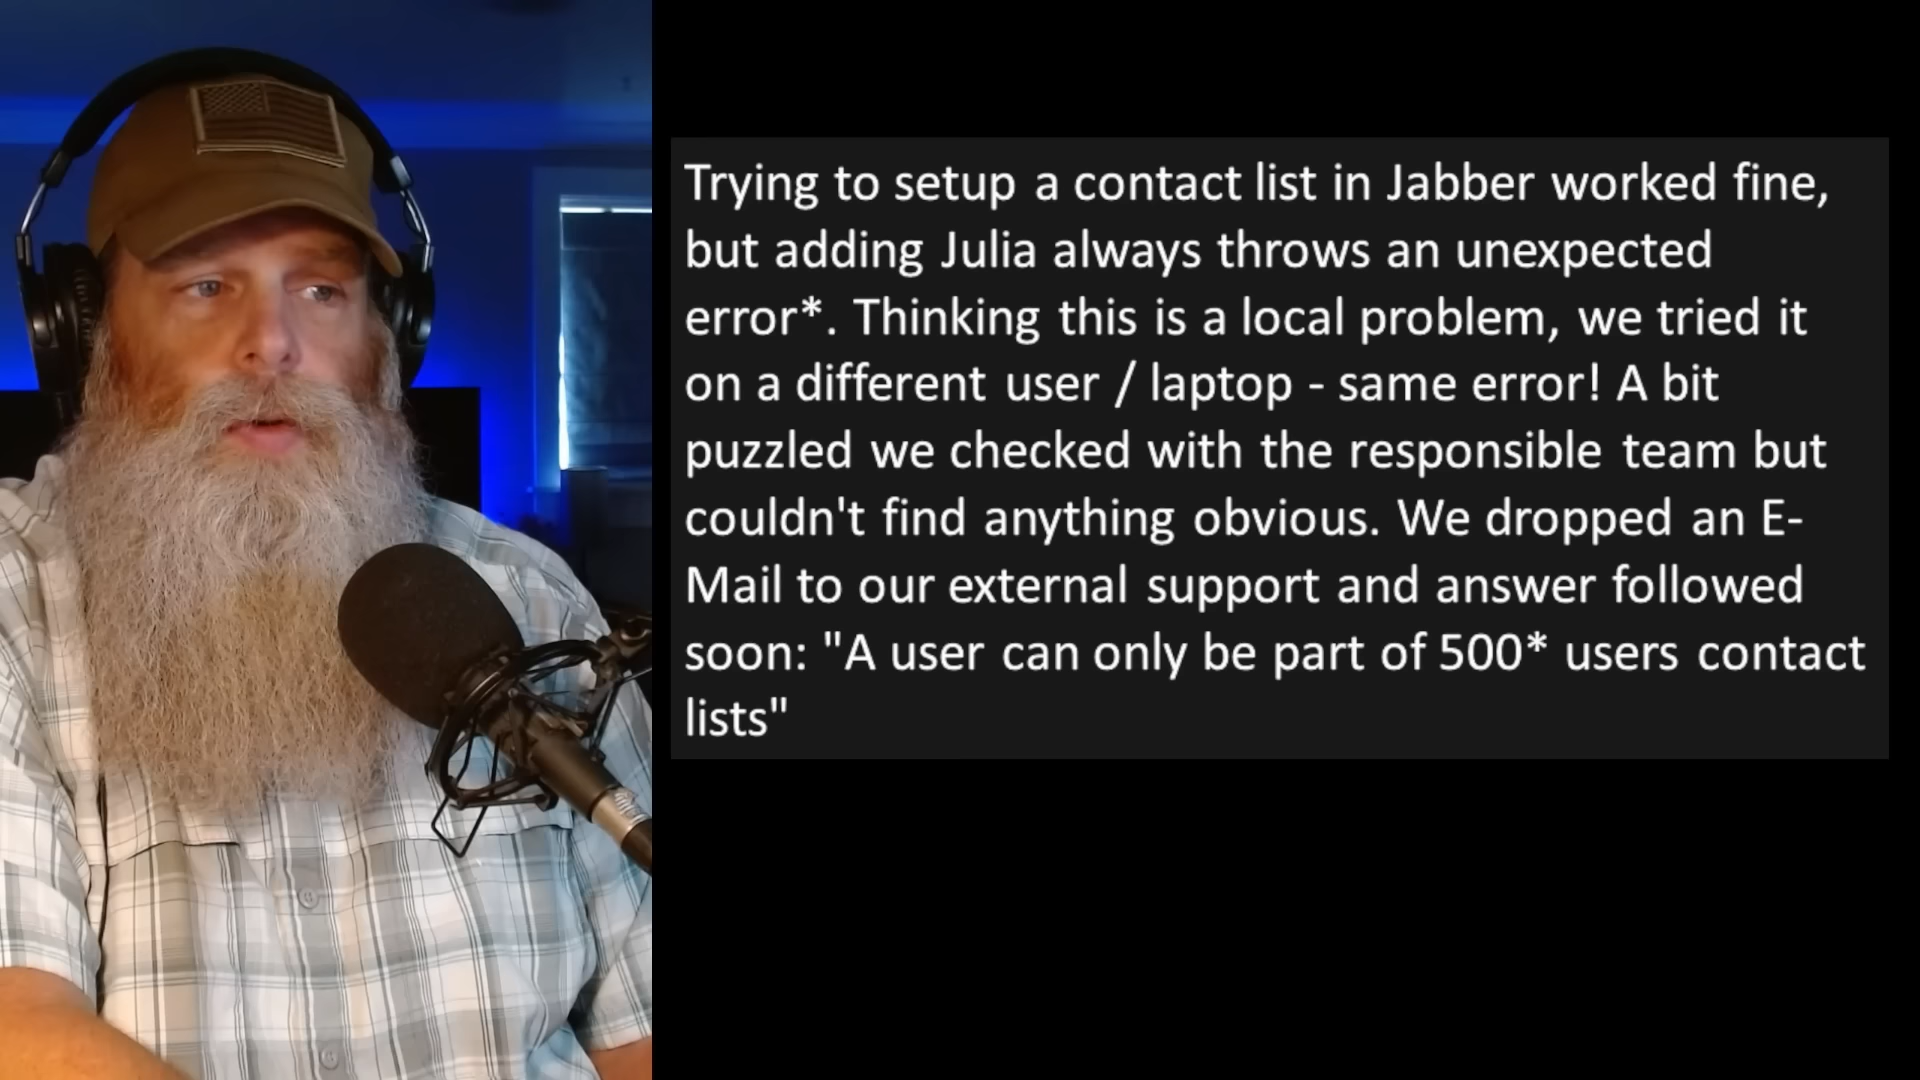 Trying to setup a contact list in Jabber worked fine,
but adding Julia always throws an unexpected
error*. Thinking this is a local problem, we tried it
on a different user / laptop - same error! A bit
puzzled we checked with the responsible team but
couldn't find anything obvious. We dropped an E-
Mail to our external support and answer followed
soon: "A user can only be part of 500* users contact
lists"